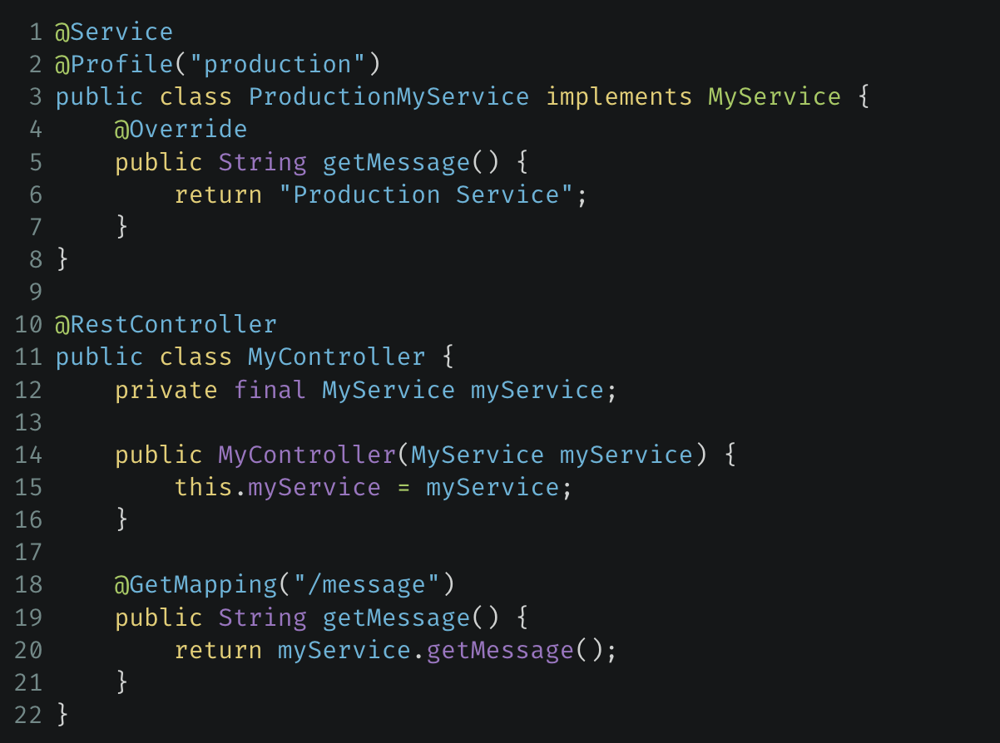 1 @Service
2 @Profile("production")
3 public class ProductionMyService implements MyService {
4     @Override
5     public String getMessage() {
6         return "Production Service";
7     }
8 }
9
10 @RestController
11 public class MyController {
12     private final MyService myService;
13
14     public MyController(MyService myService) {
15         this.myService = myService;
16     }
17
18     @GetMapping("/message")
19     public String getMessage() {
20         return myService.getMessage();
21     }
22 }